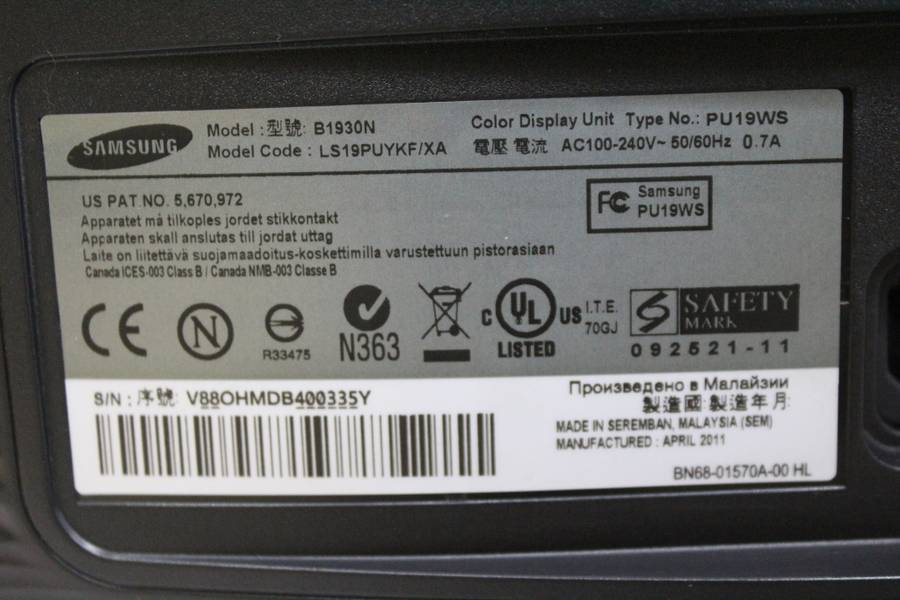 SAMSUNG
Model : 型號: B1930N
Model Code : LS19PUYKF/XA
Color Display Unit Type No.: PU19WS
電壓 電流 AC100-240V~ 50/60Hz 0.7A
US PAT.NO. 5,670,972
Apparatet må tilkoples jordet stikkontakt
Apparaten skall anslutas till jordat uttag
Laite on liitettävä suojamaadoitus-koskettimilla varustettuun pistorasiaan
Canada ICES-003 Class B / Canada NMB-003 Classe B
FC Samsung
PU19WS
CE
N
R33475
N363
c UL US
LISTED
I.T.E.
70GJ
S SAFETY
MARK
092521-11
S/N : 序號: V88OHMDB400335Y
Произведено в Малайзии
製造國: 製造年月:
MADE IN SEREMBAN, MALAYSIA (SEM)
MANUFACTURED : APRIL 2011
BN68-01570A-00 HL